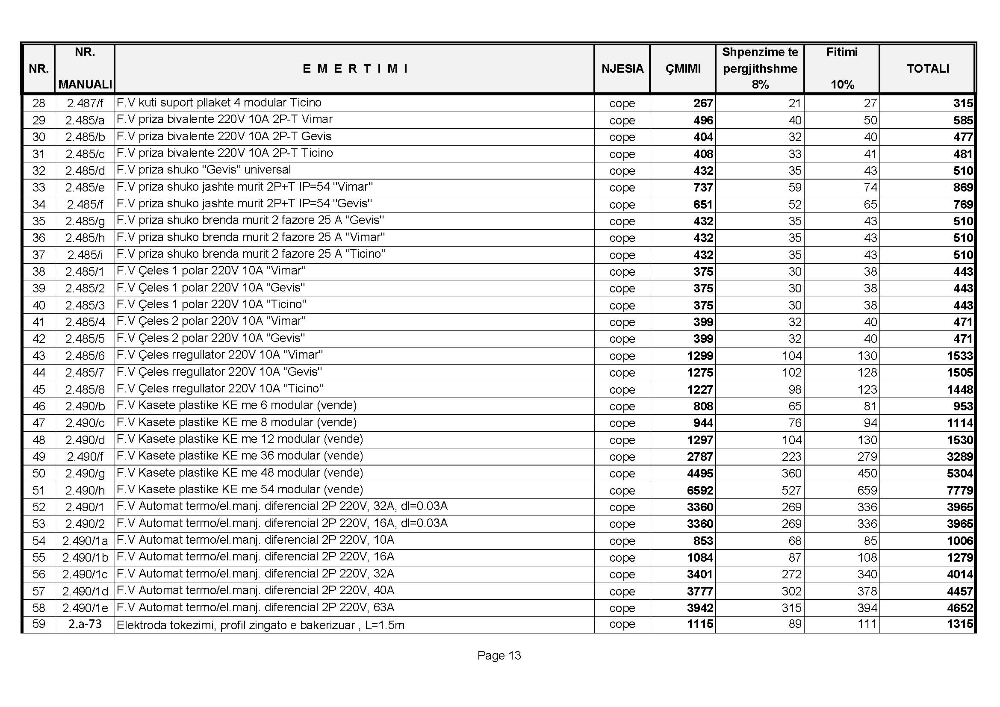 NR. NR. MANUALI E M E R T I M I NJESIA ÇMIMI Shpenzime te pergjithshme 8% Fitimi 10% TOTALI
28 2.487/f F.V kuti suport pllaket 4 modular Ticino cope 267 21 27 315
29 2.485/a F.V priza bivalente 220V 10A 2P-T Vimar cope 496 40 50 585
30 2.485/b F.V priza bivalente 220V 10A 2P-T Gevis cope 404 32 40 477
31 2.485/c F.V priza bivalente 220V 10A 2P-T Ticino cope 408 33 41 481
32 2.485/d F.V priza shuko "Gevis" universal cope 432 35 43 510
33 2.485/e F.V priza shuko jashte murit 2P+T IP=54 "Vimar" cope 737 59 74 869
34 2.485/f F.V priza shuko jashte murit 2P+T IP=54 "Gevis" cope 651 52 65 769
35 2.485/g F.V priza shuko brenda murit 2 fazore 25 A "Gevis" cope 432 35 43 510
36 2.485/h F.V priza shuko brenda murit 2 fazore 25 A "Vimar" cope 432 35 43 510
37 2.485/i F.V priza shuko brenda murit 2 fazore 25 A "Ticino" cope 432 35 43 510
38 2.485/1 F.V Çeles 1 polar 220V 10A "Vimar" cope 375 30 38 443
39 2.485/2 F.V Çeles 1 polar 220V 10A "Gevis" cope 375 30 38 443
40 2.485/3 F.V Çeles 1 polar 220V 10A "Ticino" cope 375 30 38 443
41 2.485/4 F.V Çeles 2 polar 220V 10A "Vimar" cope 399 32 40 471
42 2.485/5 F.V Çeles 2 polar 220V 10A "Gevis" cope 399 32 40 471
43 2.485/6 F.V Çeles rregullator 220V 10A "Vimar" cope 1299 104 130 1533
44 2.485/7 F.V Çeles rregullator 220V 10A "Gevis" cope 1275 102 128 1505
45 2.485/8 F.V Çeles rregullator 220V 10A "Ticino" cope 1227 98 123 1448
46 2.490/b F.V Kasete plastike KE me 6 modular (vende) cope 808 65 81 953
47 2.490/c F.V Kasete plastike KE me 8 modular (vende) cope 944 76 94 1114
48 2.490/d F.V Kasete plastike KE me 12 modular (vende) cope 1297 104 130 1530
49 2.490/f F.V Kasete plastike KE me 36 modular (vende) cope 2787 223 279 3289
50 2.490/g F.V Kasete plastike KE me 48 modular (vende) cope 4495 360 450 5304
51 2.490/h F.V Kasete plastike KE me 54 modular (vende) cope 6592 527 659 7779
52 2.490/1 F.V Automat termo/el.manj. diferencial 2P 220V, 32A, dl=0.03A cope 3360 269 336 3965
53 2.490/2 F.V Automat termo/el.manj. diferencial 2P 220V, 16A, dl=0.03A cope 3360 269 336 3965
54 2.490/1a F.V Automat termo/el.manj. diferencial 2P 220V, 10A cope 853 68 85 1006
55 2.490/1b F.V Automat termo/el.manj. diferencial 2P 220V, 16A cope 1084 87 108 1279
56 2.490/1c F.V Automat termo/el.manj. diferencial 2P 220V, 32A cope 3401 272 340 4014
57 2.490/1d F.V Automat termo/el.manj. diferencial 2P 220V, 40A cope 3777 302 378 4457
58 2.490/1e F.V Automat termo/el.manj. diferencial 2P 220V, 63A cope 3942 315 394 4652
59 2.a-73 Elektroda tokezimi, profil zingato e bakerizuar , L=1.5m cope 1115 89 111 1315
Page 13